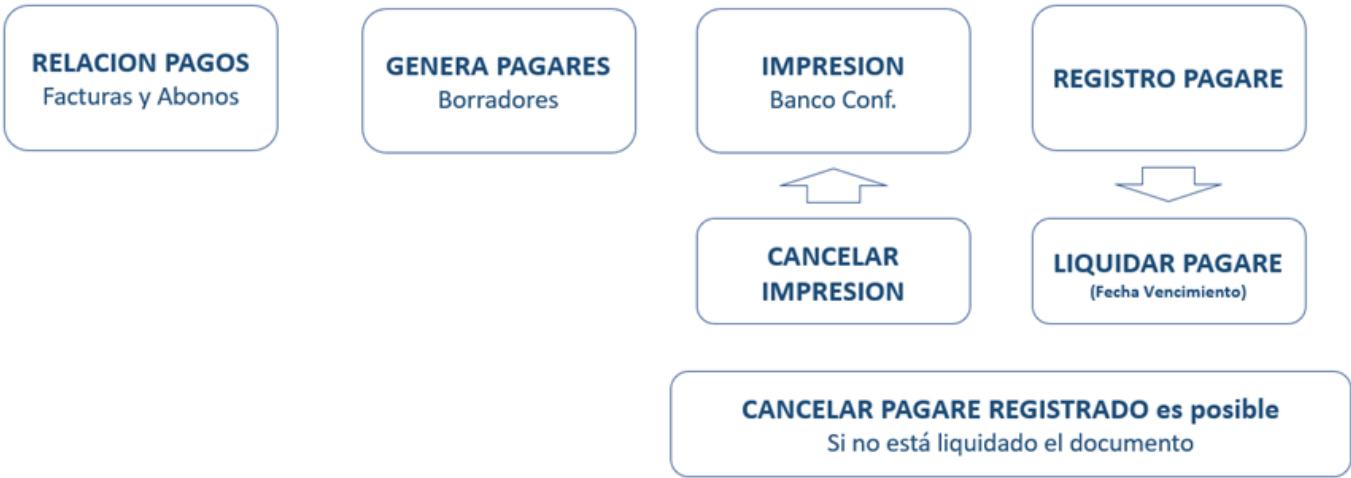 RELACION PAGOS
Facturas y Abonos
GENERA PAGARES
Borradores
IMPRESION
Banco Conf.
REGISTRO PAGARE
CANCELAR
IMPRESION
LIQUIDAR PAGARE
(Fecha Vencimiento)
CANCELAR PAGARE REGISTRADO es posible
Si no está liquidado el documento